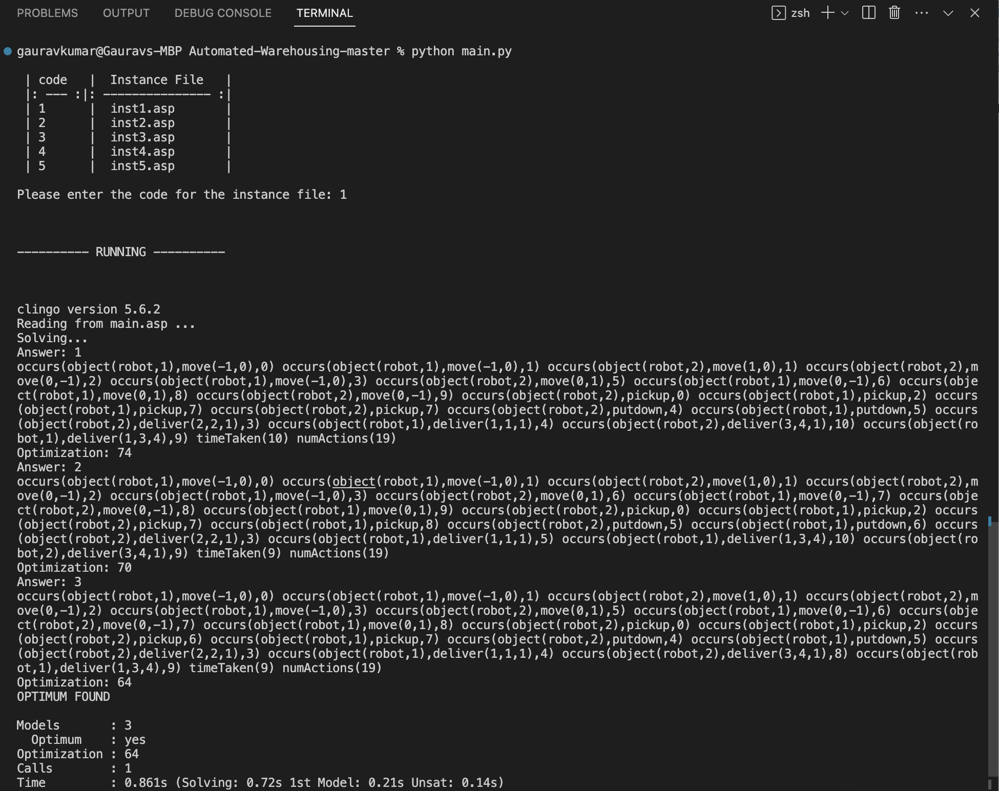 PROBLEMS OUTPUT DEBUG CONSOLE TERMINAL zsh
gauravkumar@Gauravs-MBP Automated-Warehousing-master % python main.py
| code | Instance File |
|: --- :|: --------------- :|
| 1 | inst1.asp |
| 2 | inst2.asp |
| 3 | inst3.asp |
| 4 | inst4.asp |
| 5 | inst5.asp |
Please enter the code for the instance file: 1
---------- RUNNING ----------
clingo version 5.6.2
Reading from main.asp ...
Solving...
Answer: 1
occurs(object(robot,1),move(-1,0),0) occurs(object(robot,1),move(-1,0),1) occurs(object(robot,2),move(1,0),1) occurs(object(robot,2),m
ove(0,-1),2) occurs(object(robot,1),move(-1,0),3) occurs(object(robot,2),move(0,1),5) occurs(object(robot,1),move(0,-1),6) occurs(obje
ct(robot,1),move(0,1),8) occurs(object(robot,2),move(0,-1),9) occurs(object(robot,2),pickup,0) occurs(object(robot,1),pickup,2) occurs
(object(robot,1),pickup,7) occurs(object(robot,2),pickup,7) occurs(object(robot,2),putdown,4) occurs(object(robot,1),putdown,5) occurs
(object(robot,2),deliver(2,2,1),3) occurs(object(robot,1),deliver(1,1,1),4) occurs(object(robot,2),deliver(3,4,1),10) occurs(object(ro
bot,1),deliver(1,3,4),9) timeTaken(10) numActions(19)
Optimization: 74
Answer: 2
occurs(object(robot,1),move(-1,0),0) occurs(object(robot,1),move(-1,0),1) occurs(object(robot,2),move(1,0),1) occurs(object(robot,2),m
ove(0,-1),2) occurs(object(robot,1),move(-1,0),3) occurs(object(robot,2),move(0,1),6) occurs(object(robot,1),move(0,-1),7) occurs(obje
ct(robot,2),move(0,-1),8) occurs(object(robot,1),move(0,1),9) occurs(object(robot,2),pickup,0) occurs(object(robot,1),pickup,2) occurs
(object(robot,2),pickup,7) occurs(object(robot,1),pickup,8) occurs(object(robot,2),putdown,5) occurs(object(robot,1),putdown,6) occurs
(object(robot,2),deliver(2,2,1),3) occurs(object(robot,1),deliver(1,1,1),5) occurs(object(robot,1),deliver(1,3,4),10) occurs(object(ro
bot,2),deliver(3,4,1),9) timeTaken(9) numActions(19)
Optimization: 70
Answer: 3
occurs(object(robot,1),move(-1,0),0) occurs(object(robot,1),move(-1,0),1) occurs(object(robot,2),move(1,0),1) occurs(object(robot,2),m
ove(0,-1),2) occurs(object(robot,1),move(-1,0),3) occurs(object(robot,2),move(0,1),5) occurs(object(robot,1),move(0,-1),6) occurs(obje
ct(robot,2),move(0,-1),7) occurs(object(robot,1),move(0,1),8) occurs(object(robot,2),pickup,0) occurs(object(robot,1),pickup,2) occurs
(object(robot,2),pickup,6) occurs(object(robot,1),pickup,7) occurs(object(robot,2),putdown,4) occurs(object(robot,1),putdown,5) occurs
(object(robot,2),deliver(2,2,1),3) occurs(object(robot,1),deliver(1,1,1),4) occurs(object(robot,2),deliver(3,4,1),8) occurs(object(rob
ot,1),deliver(1,3,4),9) timeTaken(9) numActions(19)
Optimization: 64
OPTIMUM FOUND
Models : 3
Optimum : yes
Optimization : 64
Calls : 1
Time : 0.861s (Solving: 0.72s 1st Model: 0.21s Unsat: 0.14s)